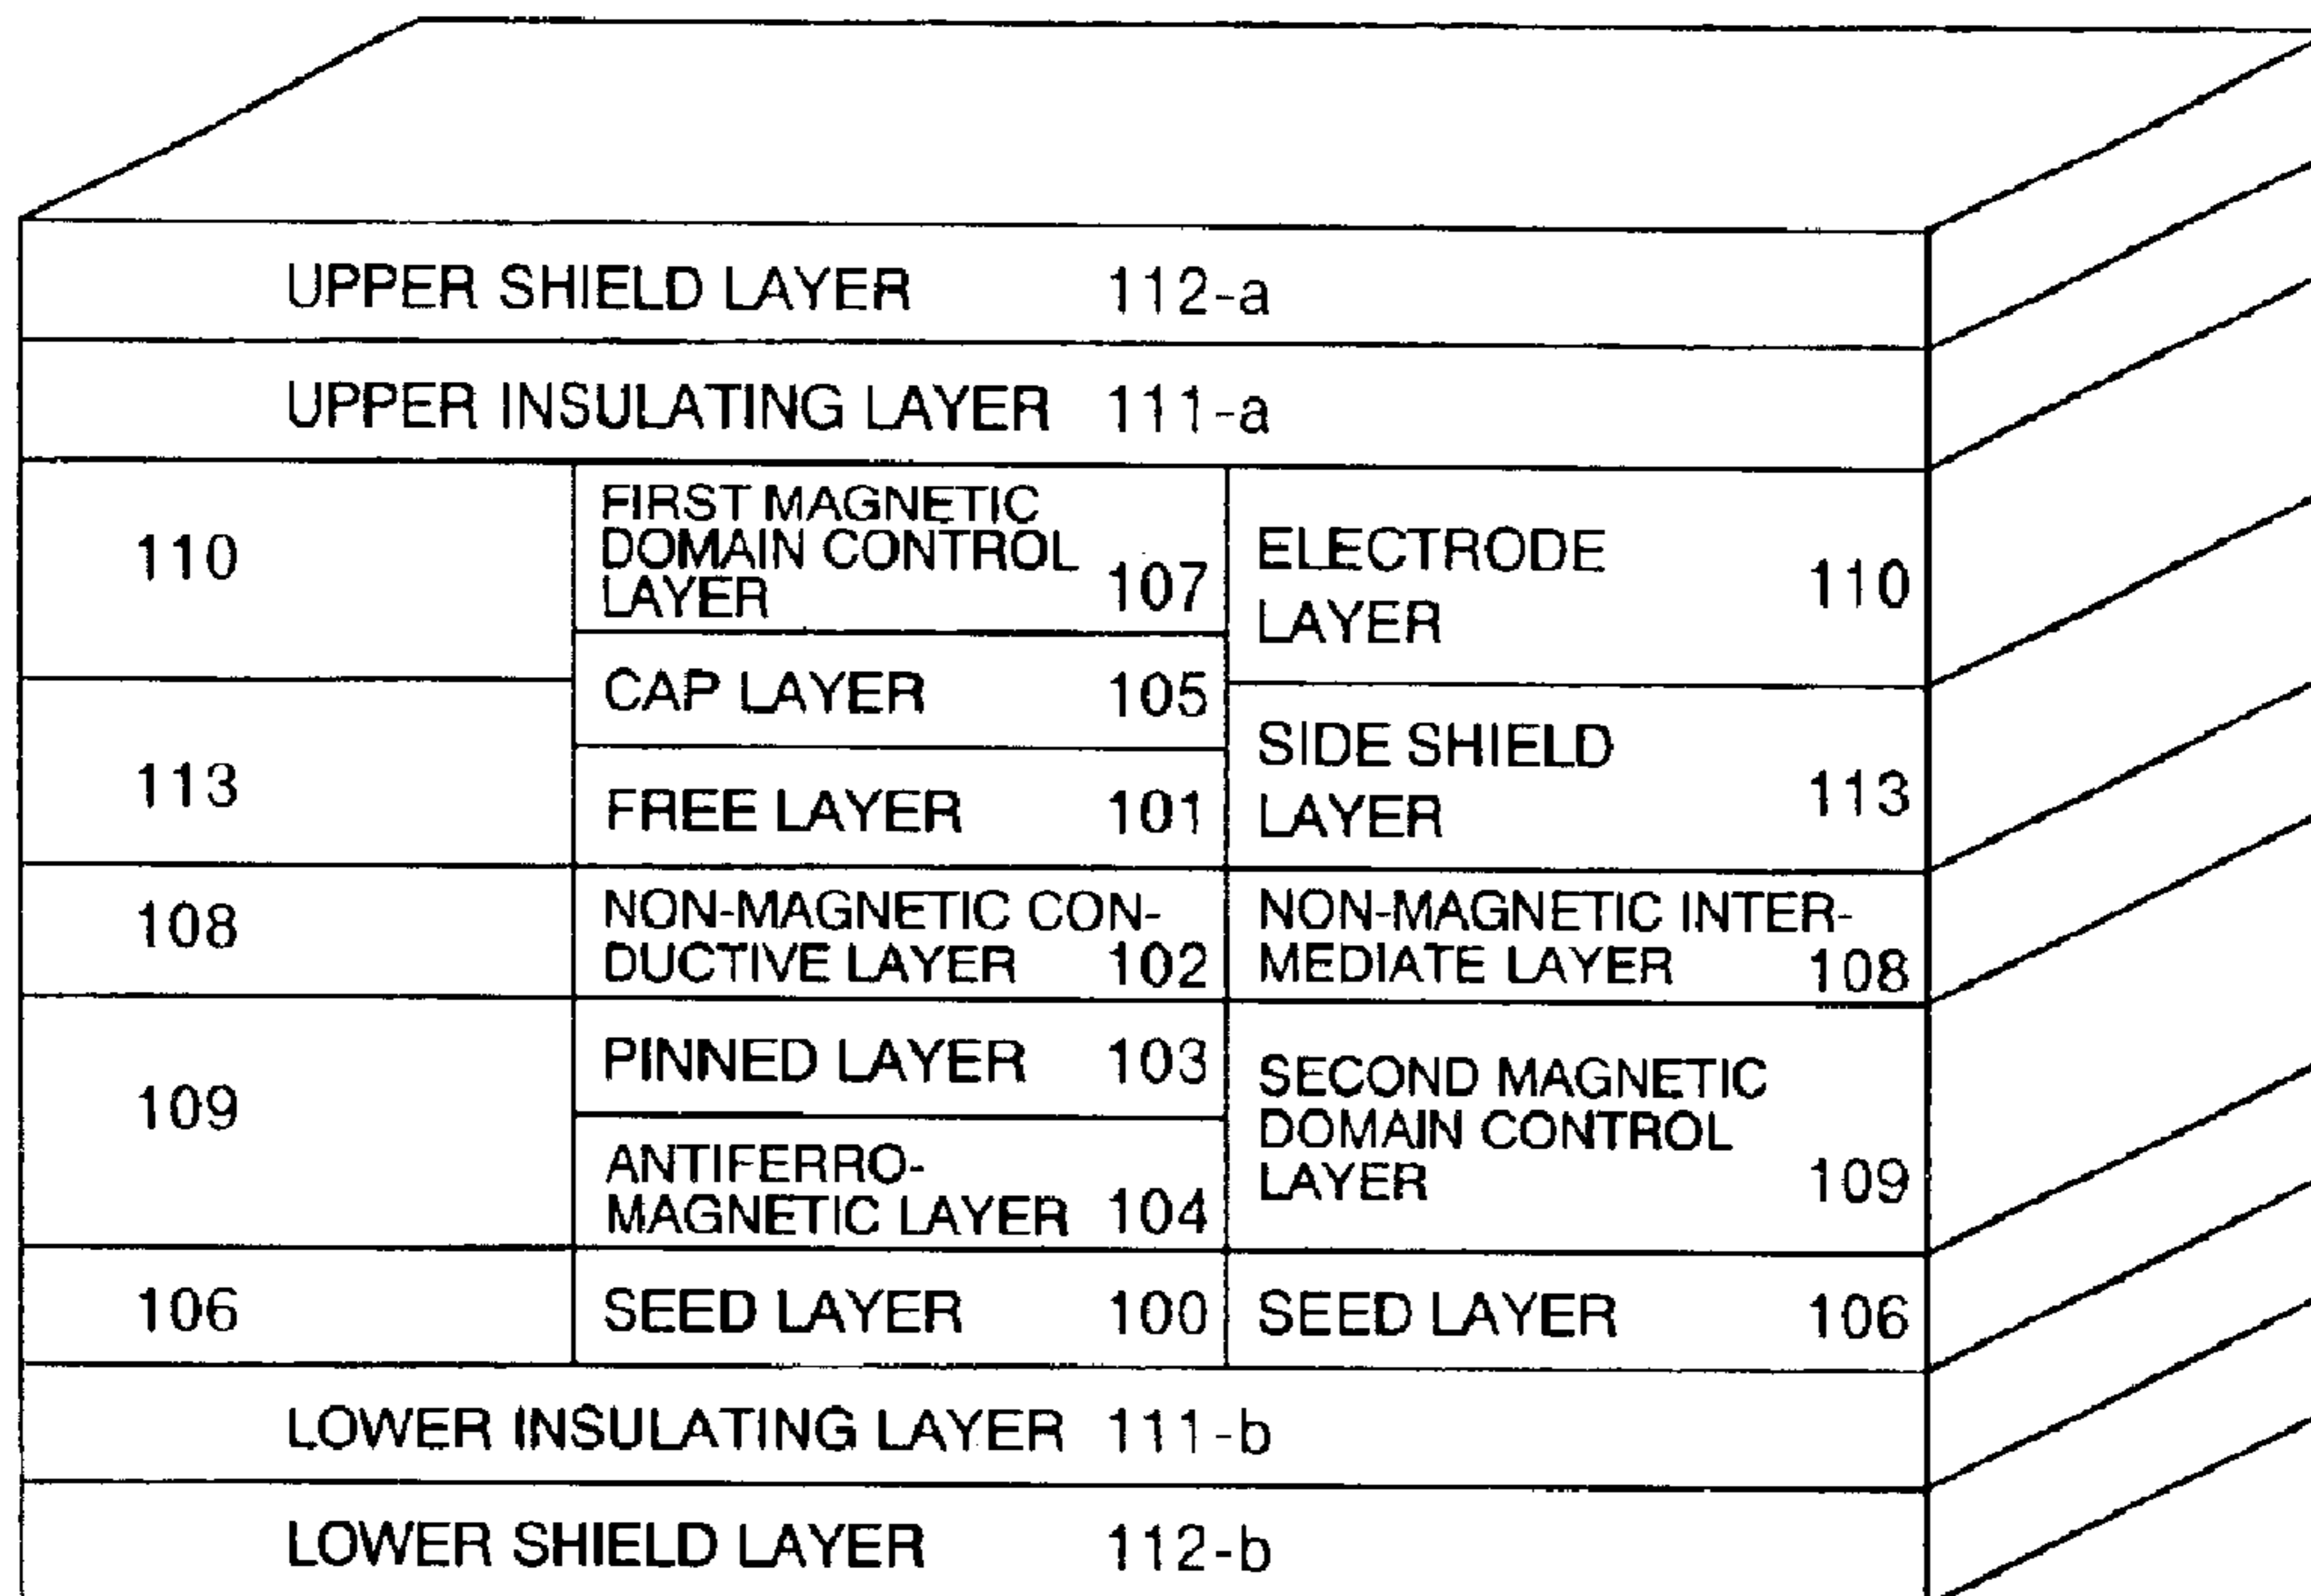 UPPER SHIELD LAYER 112-a
UPPER INSULATING LAYER 111-a
110
FIRST MAGNETIC
DOMAIN CONTROL
LAYER 107
ELECTRODE
LAYER 110
CAP LAYER 105
113
FREE LAYER 101
SIDE SHIELD
LAYER 113
108
NON-MAGNETIC CON-
DUCTIVE LAYER 102
NON-MAGNETIC INTER-
MEDIATE LAYER 108
109
PINNED LAYER 103
ANTIFERRO-
MAGNETIC LAYER 104
SECOND MAGNETIC
DOMAIN CONTROL
LAYER 109
106
SEED LAYER 100
SEED LAYER 106
LOWER INSULATING LAYER 111-b
LOWER SHIELD LAYER 112-b